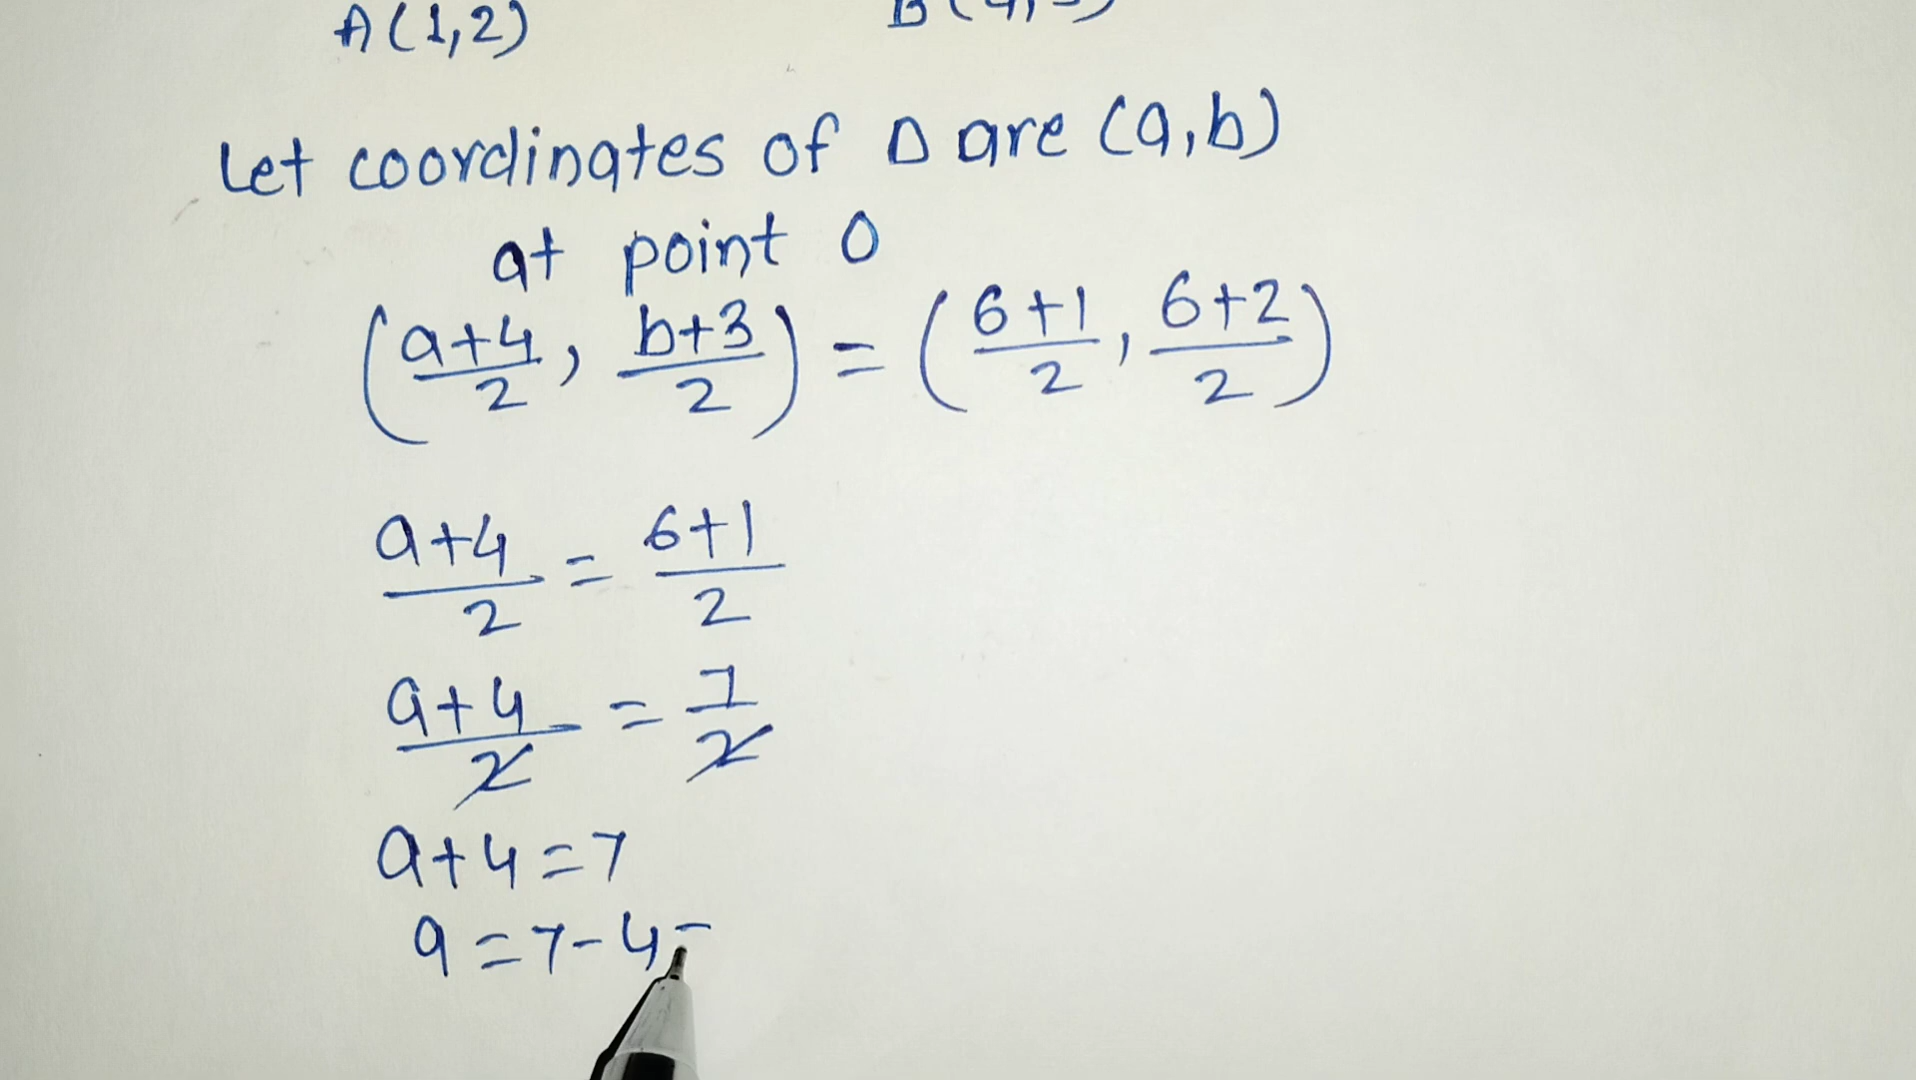 A(1,2)
Let coordinates of D are (a,b)
at point O
(a+4/2, b+3/2) = (6+1/2, 6+2/2)
a+4/2 = 6+1/2
a+4/2 = 7/2
a+4=7
a=7-4=